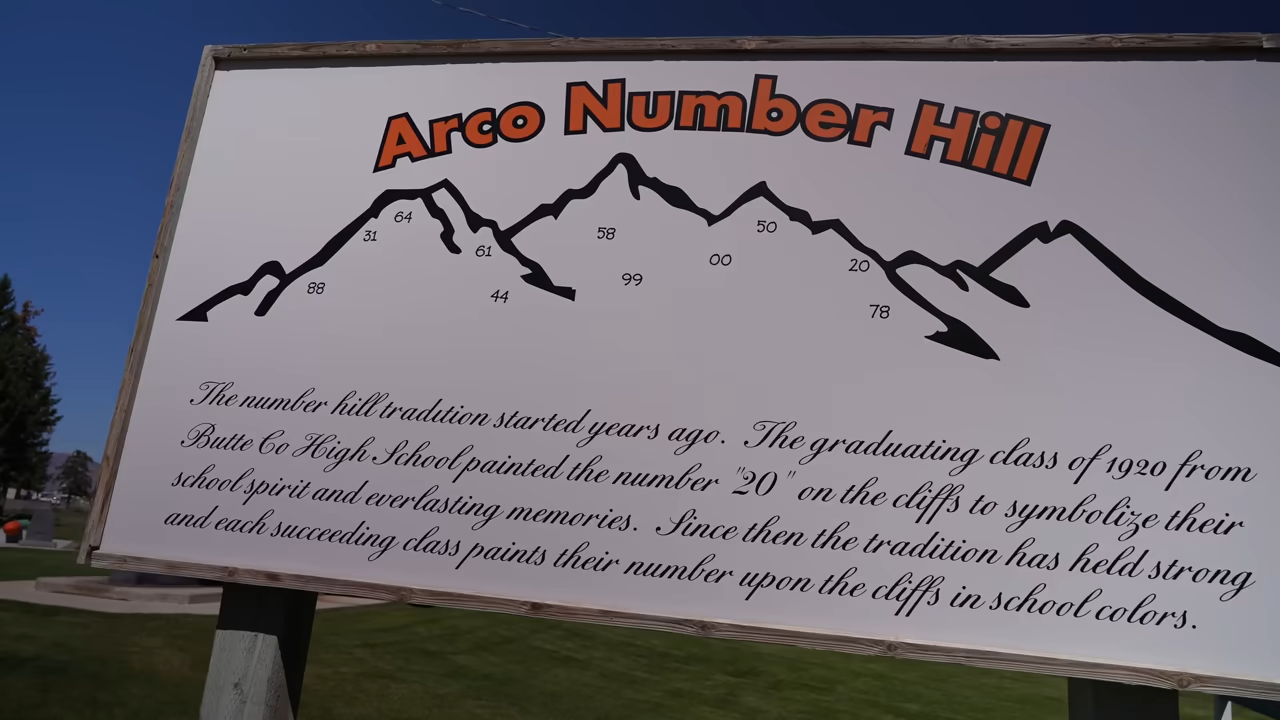 Arco Number Hill
64
31
88
61
44
58
99
00
50
20
78
The number hill tradition started years ago. The graduating class of 1920 from
Butte Co High School painted the number "20" on the cliffs to symbolize their
school spirit and everlasting memories. Since then the tradition has held strong
and each succeeding class paints their number upon the cliffs in school colors.